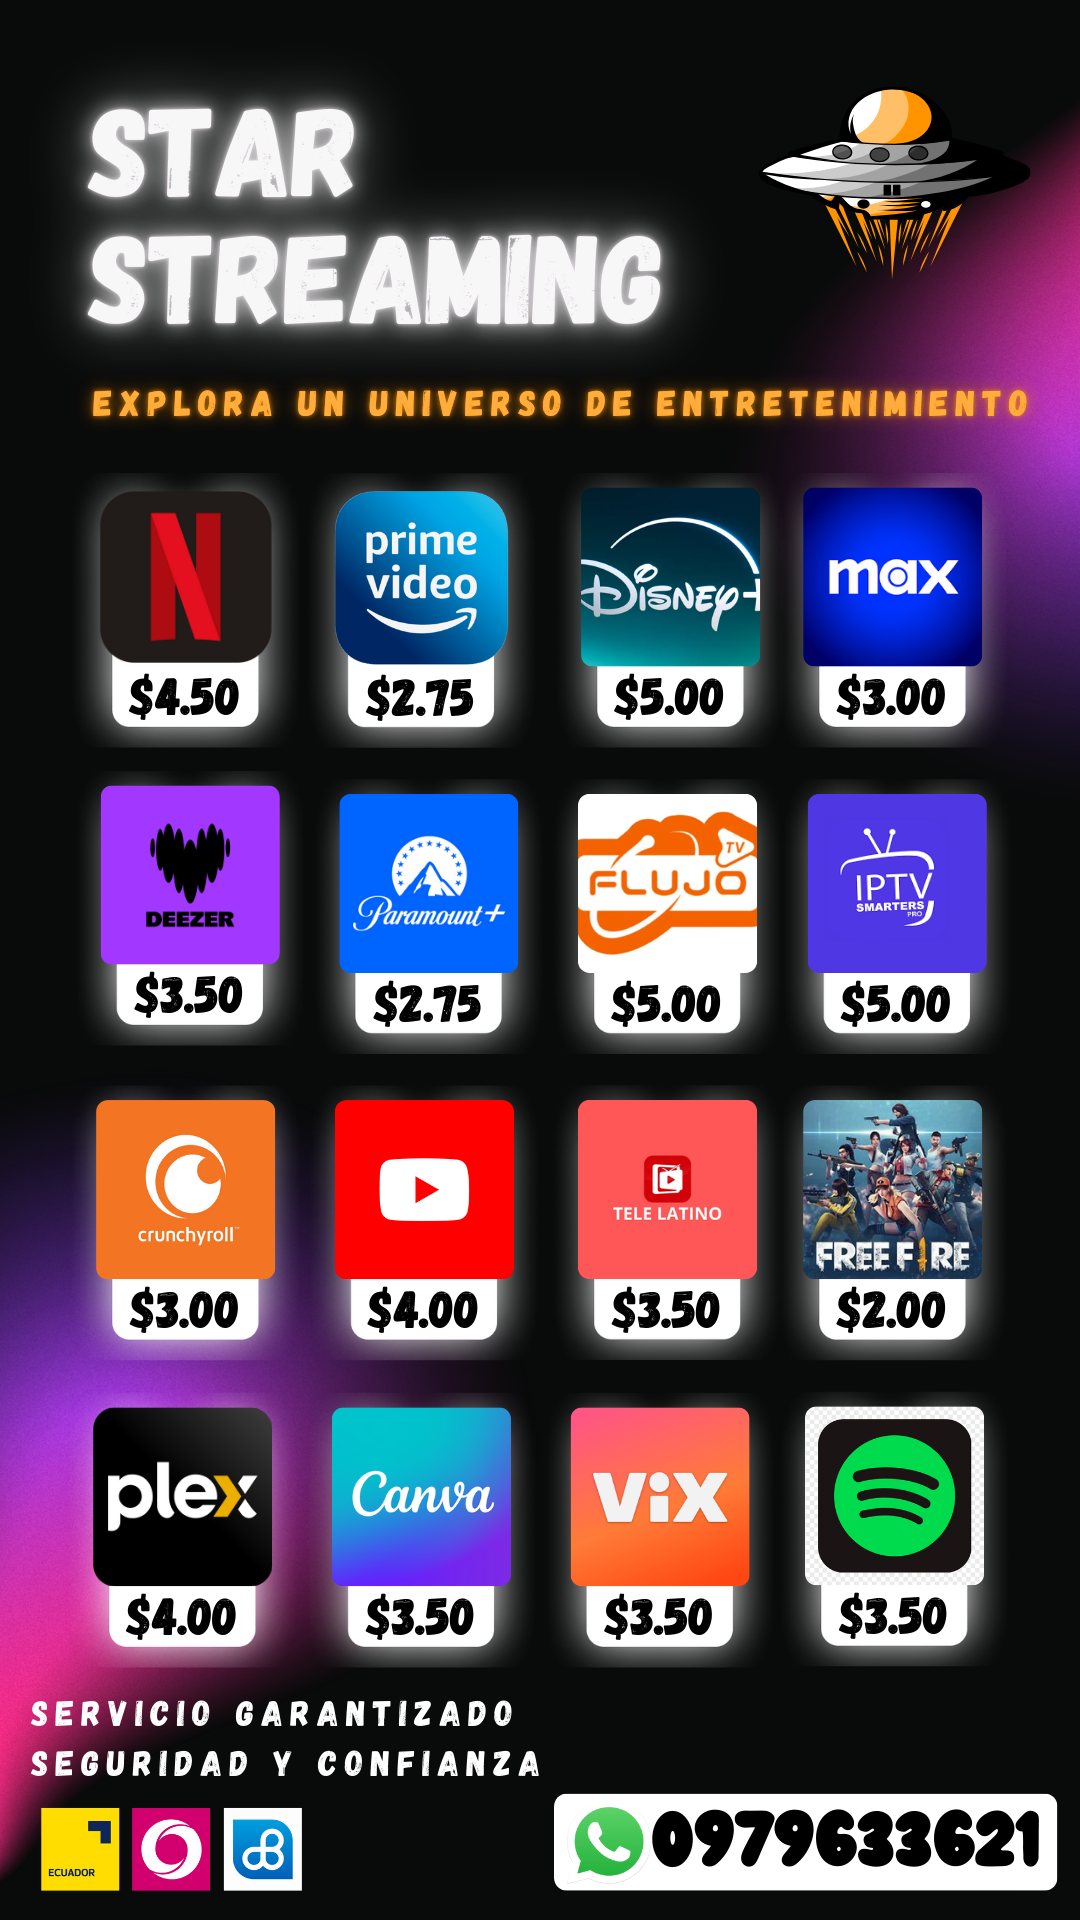 STAR
STREAMING
EXPLORA UN UNIVERSO DE ENTRETENIMIENTO
N
prime video
Disney+
max
$4.50
$2.75
$5.00
$3.00
DEEZER
Paramount+
FLUJO TV
IPTV SMARTERS PRO
$3.50
$2.75
$5.00
$5.00
crunchyroll
TELE LATINO
FREE FIRE
$3.00
$4.00
$3.50
$2.00
plex
Canva
ViX
$4.00
$3.50
$3.50
$3.50
SERVICIO GARANTIZADO
SEGURIDAD Y CONFIANZA
ECUADOR
0979633621